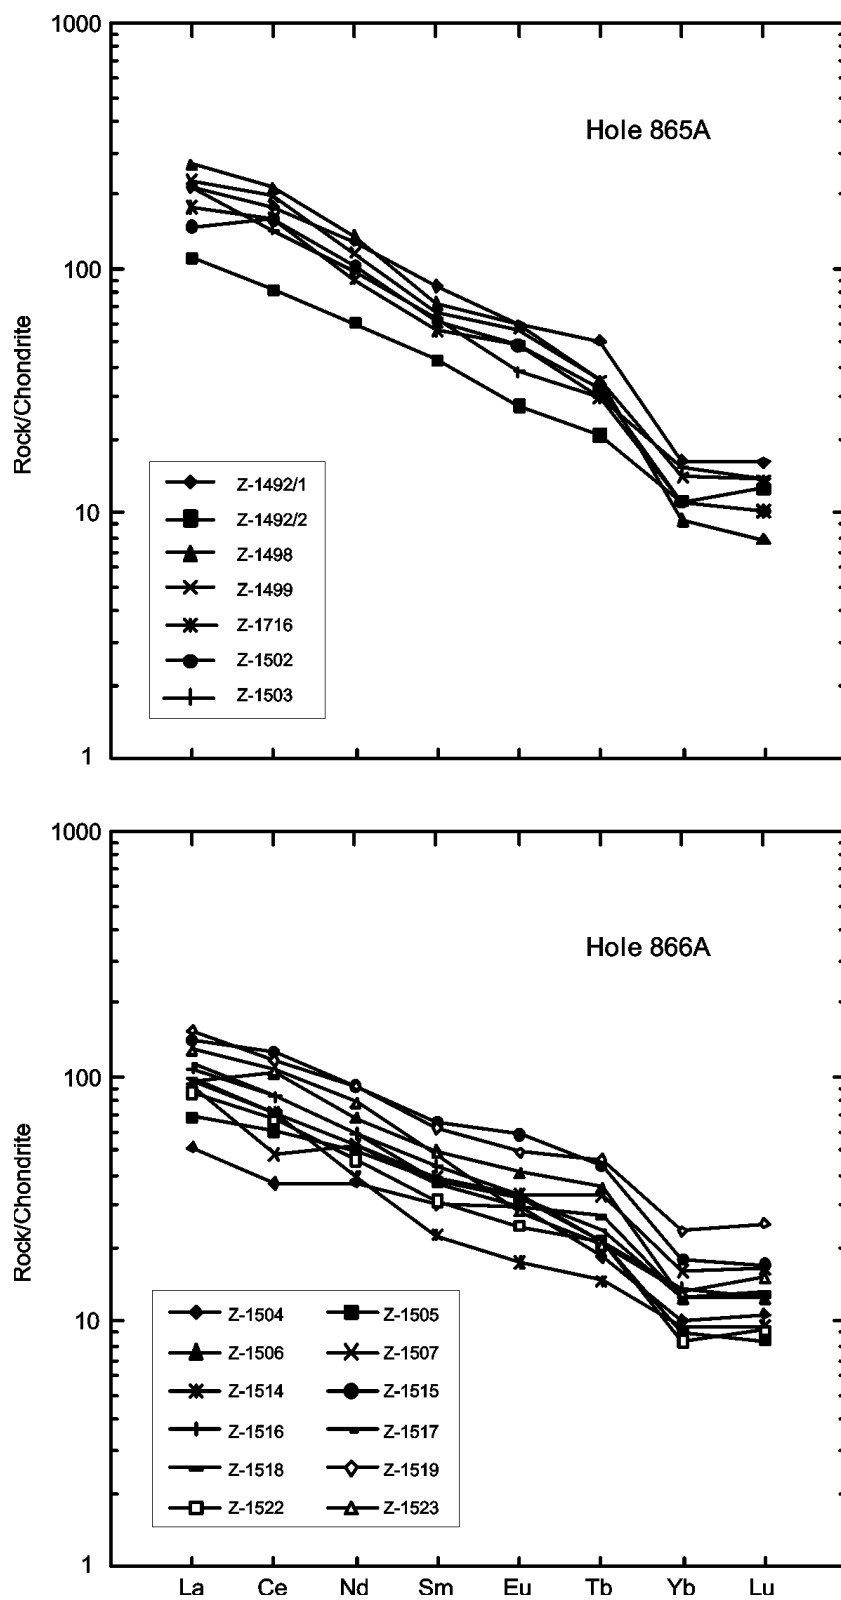 1000
Hole 865A
100
Rock/Chondrite
Z-1492/1
Z-1492/2
10
Z-1498
Z-1499
Z-1716
Z-1502
Z-1503
1
1000
Hole 866A
100
Rock/Chondrite
10
Z-1504 Z-1505
Z-1506 Z-1507
Z-1514 Z-1515
Z-1516 Z-1517
Z-1518 Z-1519
Z-1522 Z-1523
1
La Ce Nd Sm Eu Tb Yb Lu